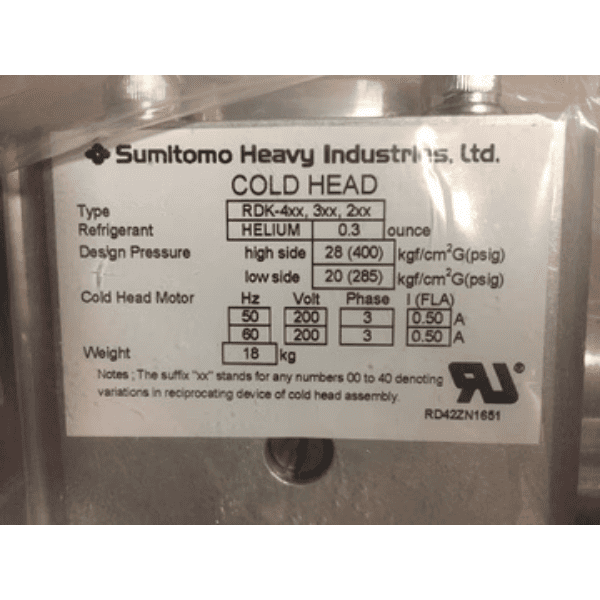 Sumitomo Heavy Industries, Ltd.
COLD HEAD
Type RDK-4xx, 3xx, 2xx
Refrigerant HELIUM 0.3 ounce
Design Pressure high side 28 (400) kgf/cm²G(psig)
low side 20 (285) kgf/cm²G(psig)
Cold Head Motor Hz Volt Phase I (FLA)
50 200 3 0.50 A
60 200 3 0.50 A
Weight 18 kg
Notes ; The suffix "xx" stands for any numbers 00 to 40 denoting
variations in reciprocating device of cold head assembly.
RU®
RD42ZN1651